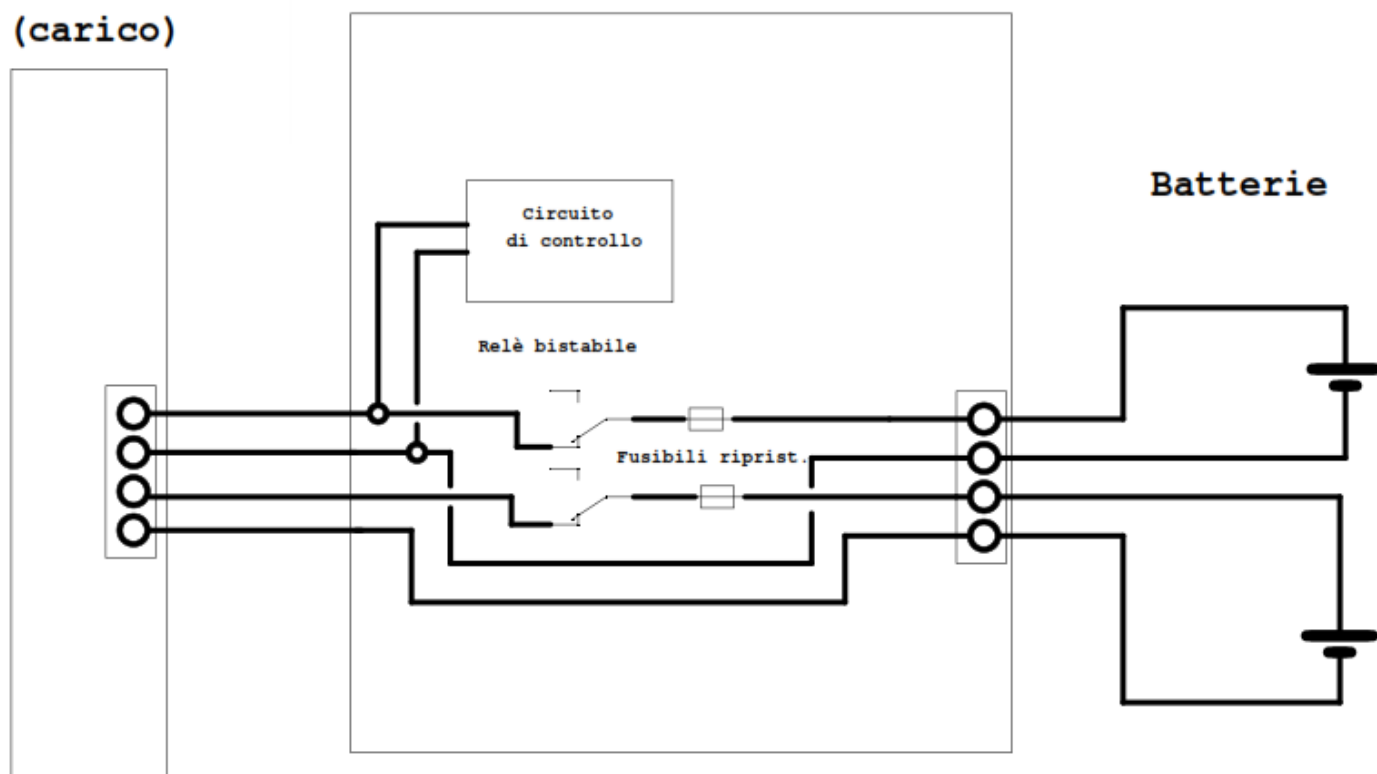 (carico)
Batterie
Circuito
di controllo
Relè bistabile
Fusibili riprist.